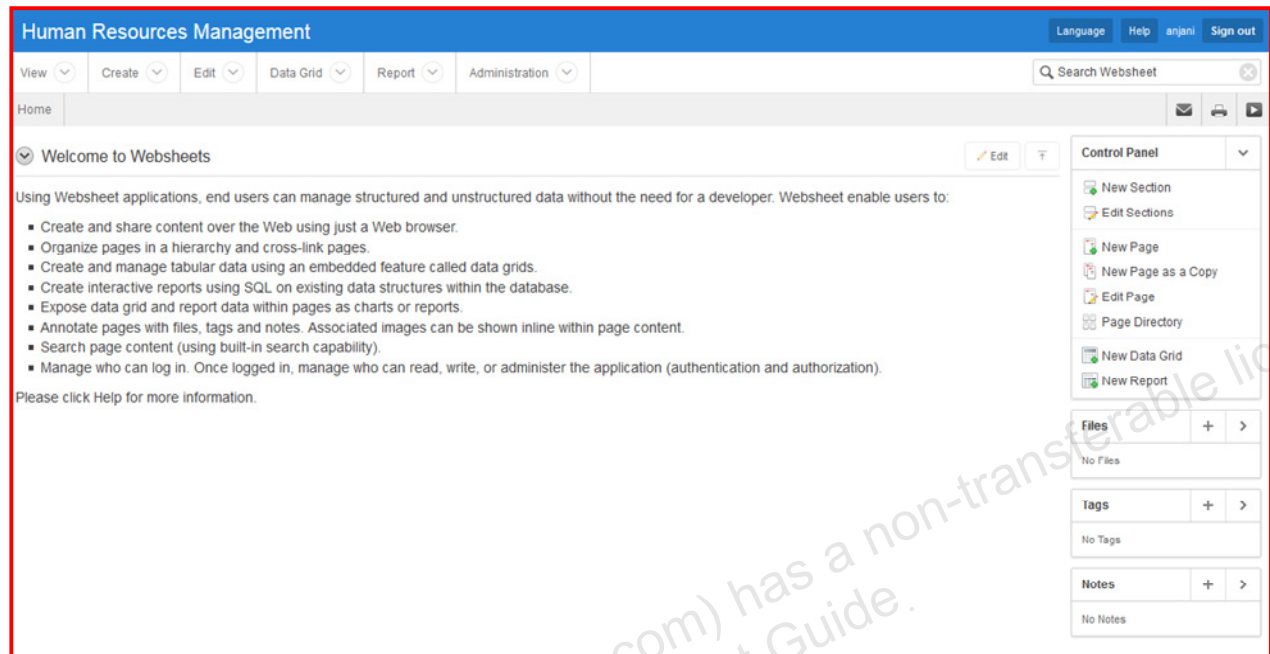 Human Resources Management
Language Help anjani Sign out
View Create Edit Data Grid Report Administration
Search Websheet
Home
Welcome to Websheets
Edit
Using Websheet applications, end users can manage structured and unstructured data without the need for a developer. Websheet enable users to:
Create and share content over the Web using just a Web browser.
Organize pages in a hierarchy and cross-link pages.
Create and manage tabular data using an embedded feature called data grids.
Create interactive reports using SQL on existing data structures within the database.
Expose data grid and report data within pages as charts or reports.
Annotate pages with files, tags and notes. Associated images can be shown inline within page content.
Search page content (using built-in search capability).
Manage who can log in. Once logged in, manage who can read, write, or administer the application (authentication and authorization).
Please click Help for more information.
Control Panel
New Section
Edit Sections
New Page
New Page as a Copy
Edit Page
Page Directory
New Data Grid
New Report
Files
No Files
Tags
No Tags
Notes
No Notes
com) has a non-transferable lic
Guide.